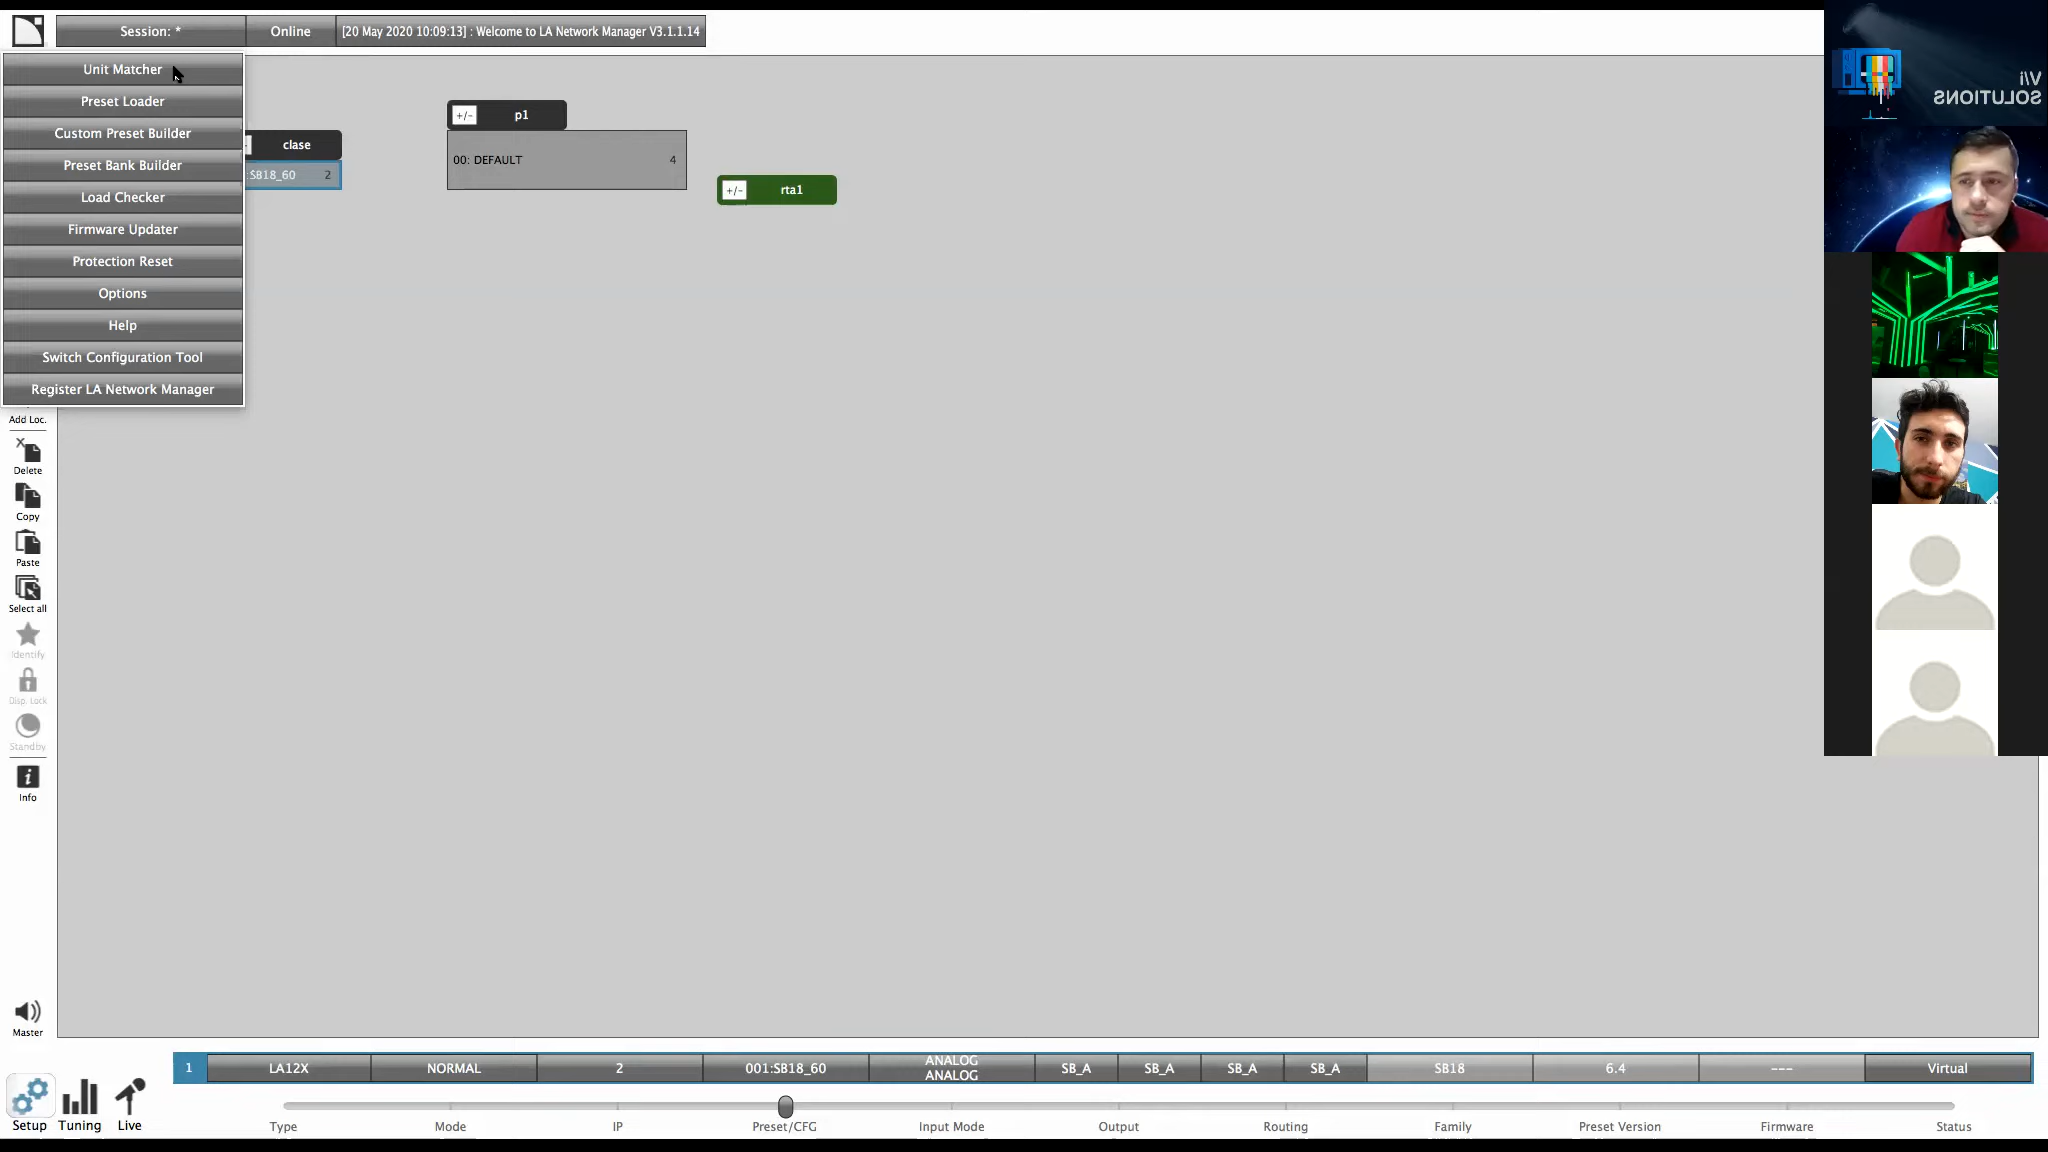 Session: *
Online
[20 May 2020 10:09:13] : Welcome to LA Network Manager V3.1.1.14
Unit Matcher
Preset Loader
Custom Preset Builder
Preset Bank Builder
Load Checker
Firmware Updater
Protection Reset
Options
Help
Switch Configuration Tool
Register LA Network Manager
clase
:SB18_60 2
+/- p1
00: DEFAULT 4
+/- rta1
V/i
SOLUTIONS
Add Loc.
Delete
Copy
Paste
Select all
Identify
Disp. Lock
Standby
Info
Master
1 LA12X NORMAL 2 001:SB18_60 ANALOG ANALOG SB_A SB_A SB_A SB_A SB18 6.4 --- Virtual
Setup Tuning Live
Type Mode IP Preset/CFG Input Mode Output Routing Family Preset Version Firmware Status